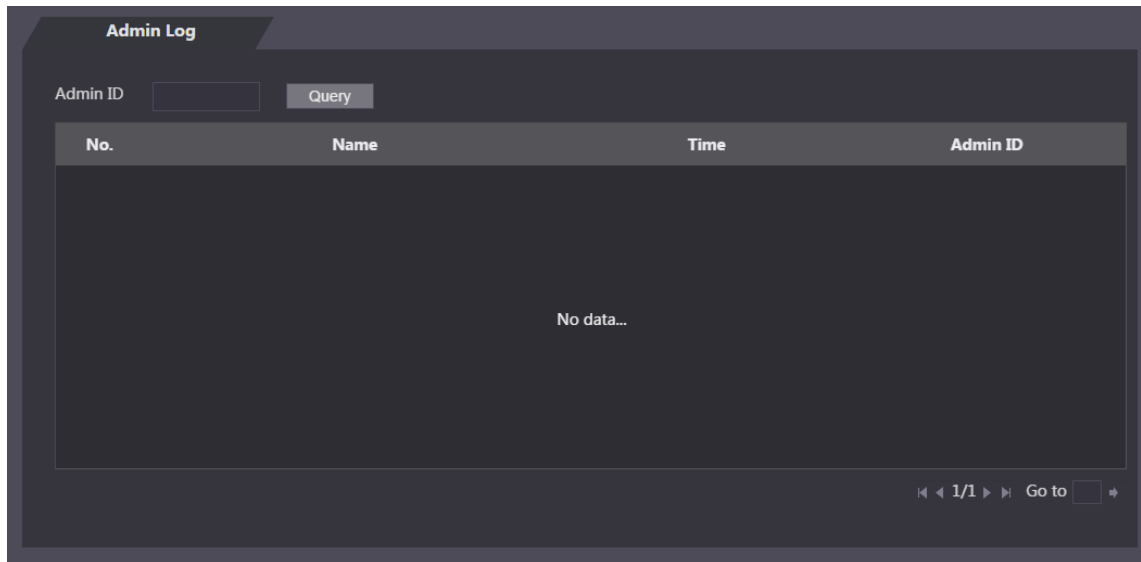 Admin Log
Admin ID Query
No. Name Time Admin ID
No data...
1/1 Go to